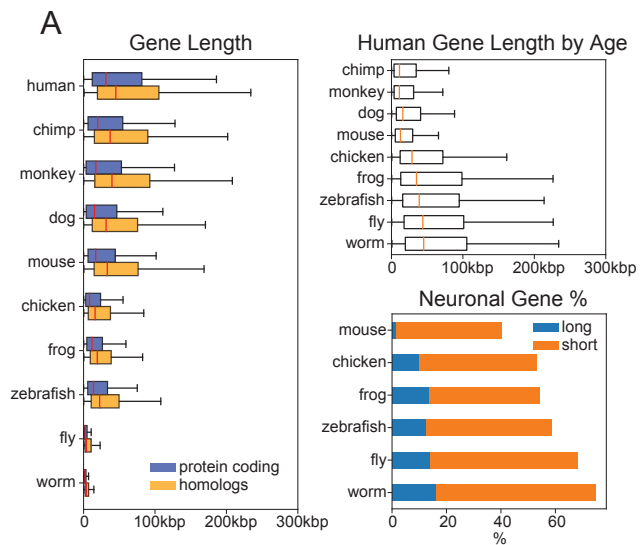 A
Gene Length
human
chimp
monkey
dog
mouse
chicken
frog
zebrafish
fly
worm
protein coding
homologs
0 100kbp 300kbp
Human Gene Length by Age
chimp
monkey
dog
mouse
chicken
frog
zebrafish
fly
worm
0 100kbp 300kbp
Neuronal Gene %
mouse
chicken
frog
zebrafish
fly
worm
long
short
0 20 40 60
%